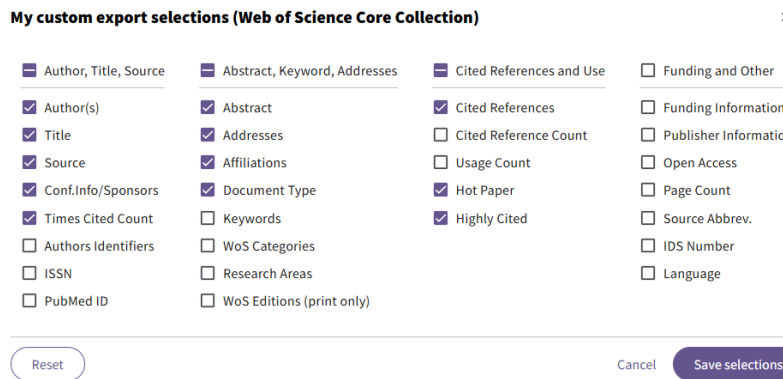 My custom export selections (Web of Science Core Collection)
Author, Title, Source
Abstract, Keyword, Addresses
Cited References and Use
Funding and Other
Author(s)
Abstract
Cited References
Funding Information
Title
Addresses
Cited Reference Count
Publisher Informatio
Source
Affiliations
Usage Count
Open Access
Conf.Info/Sponsors
Document Type
Hot Paper
Page Count
Times Cited Count
Keywords
Highly Cited
Source Abbrev.
Authors Identifiers
WoS Categories
IDS Number
ISSN
Research Areas
Language
PubMed ID
WoS Editions (print only)
Reset
Cancel
Save selections